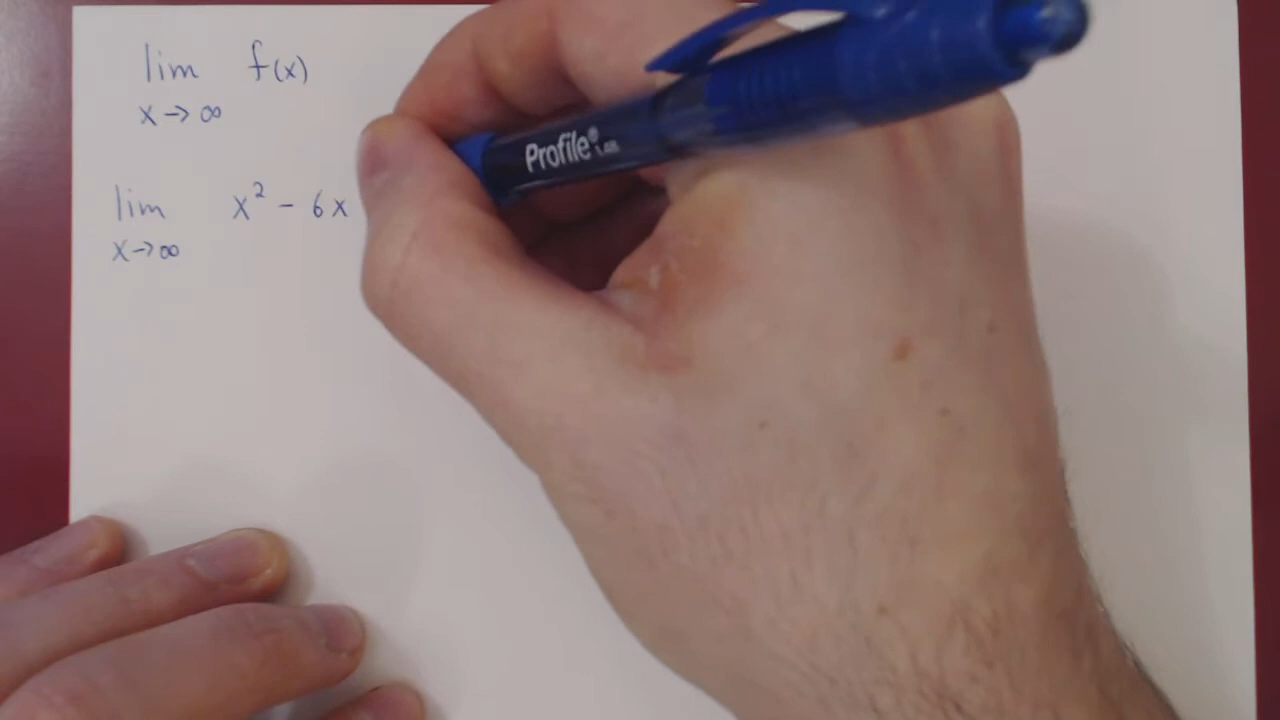 lim f(x)
x→∞
Profile®
lim x² - 6x
x→∞